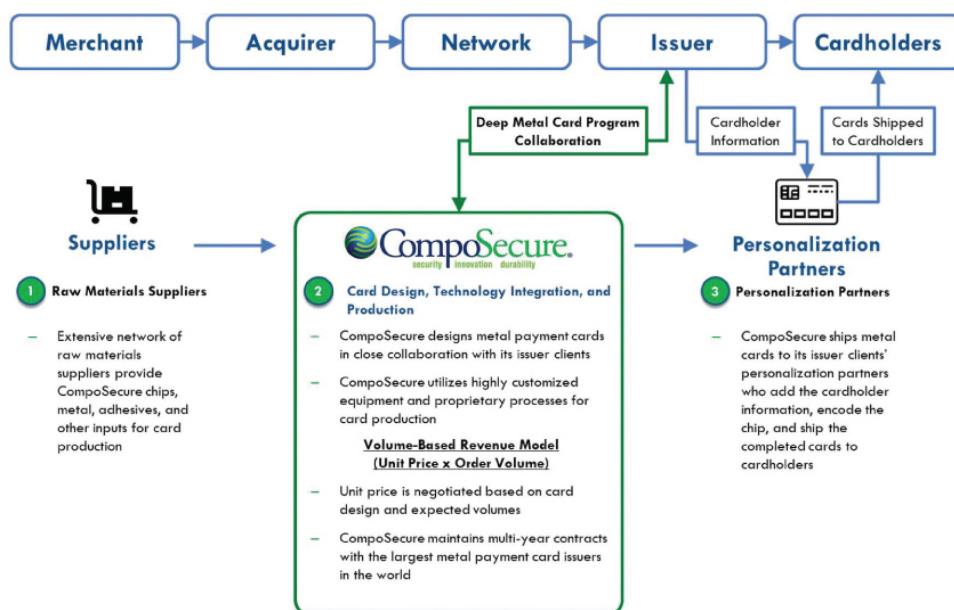 Merchant
Acquirer
Network
Issuer
Cardholders
Deep Metal Card Program
Collaboration
Cardholder
Information
Cards Shipped
to Cardholders
Suppliers
CompoSecure®
security innovation durability
Personalization
Partners
1 Raw Materials Suppliers
– Extensive network of
raw materials
suppliers provide
CompoSecure chips,
metal, adhesives, and
other inputs for card
production
2 Card Design, Technology Integration, and
Production
– CompoSecure designs metal payment cards
in close collaboration with its issuer clients
– CompoSecure utilizes highly customized
equipment and proprietary processes for
card production
Volume-Based Revenue Model
(Unit Price x Order Volume)
– Unit price is negotiated based on card
design and expected volumes
– CompoSecure maintains multi-year contracts
with the largest metal payment card issuers
in the world
3 Personalization Partners
– CompoSecure ships metal
cards to its issuer clients'
personalization partners
who add the cardholder
information, encode the
chip, and ship the
completed cards to
cardholders